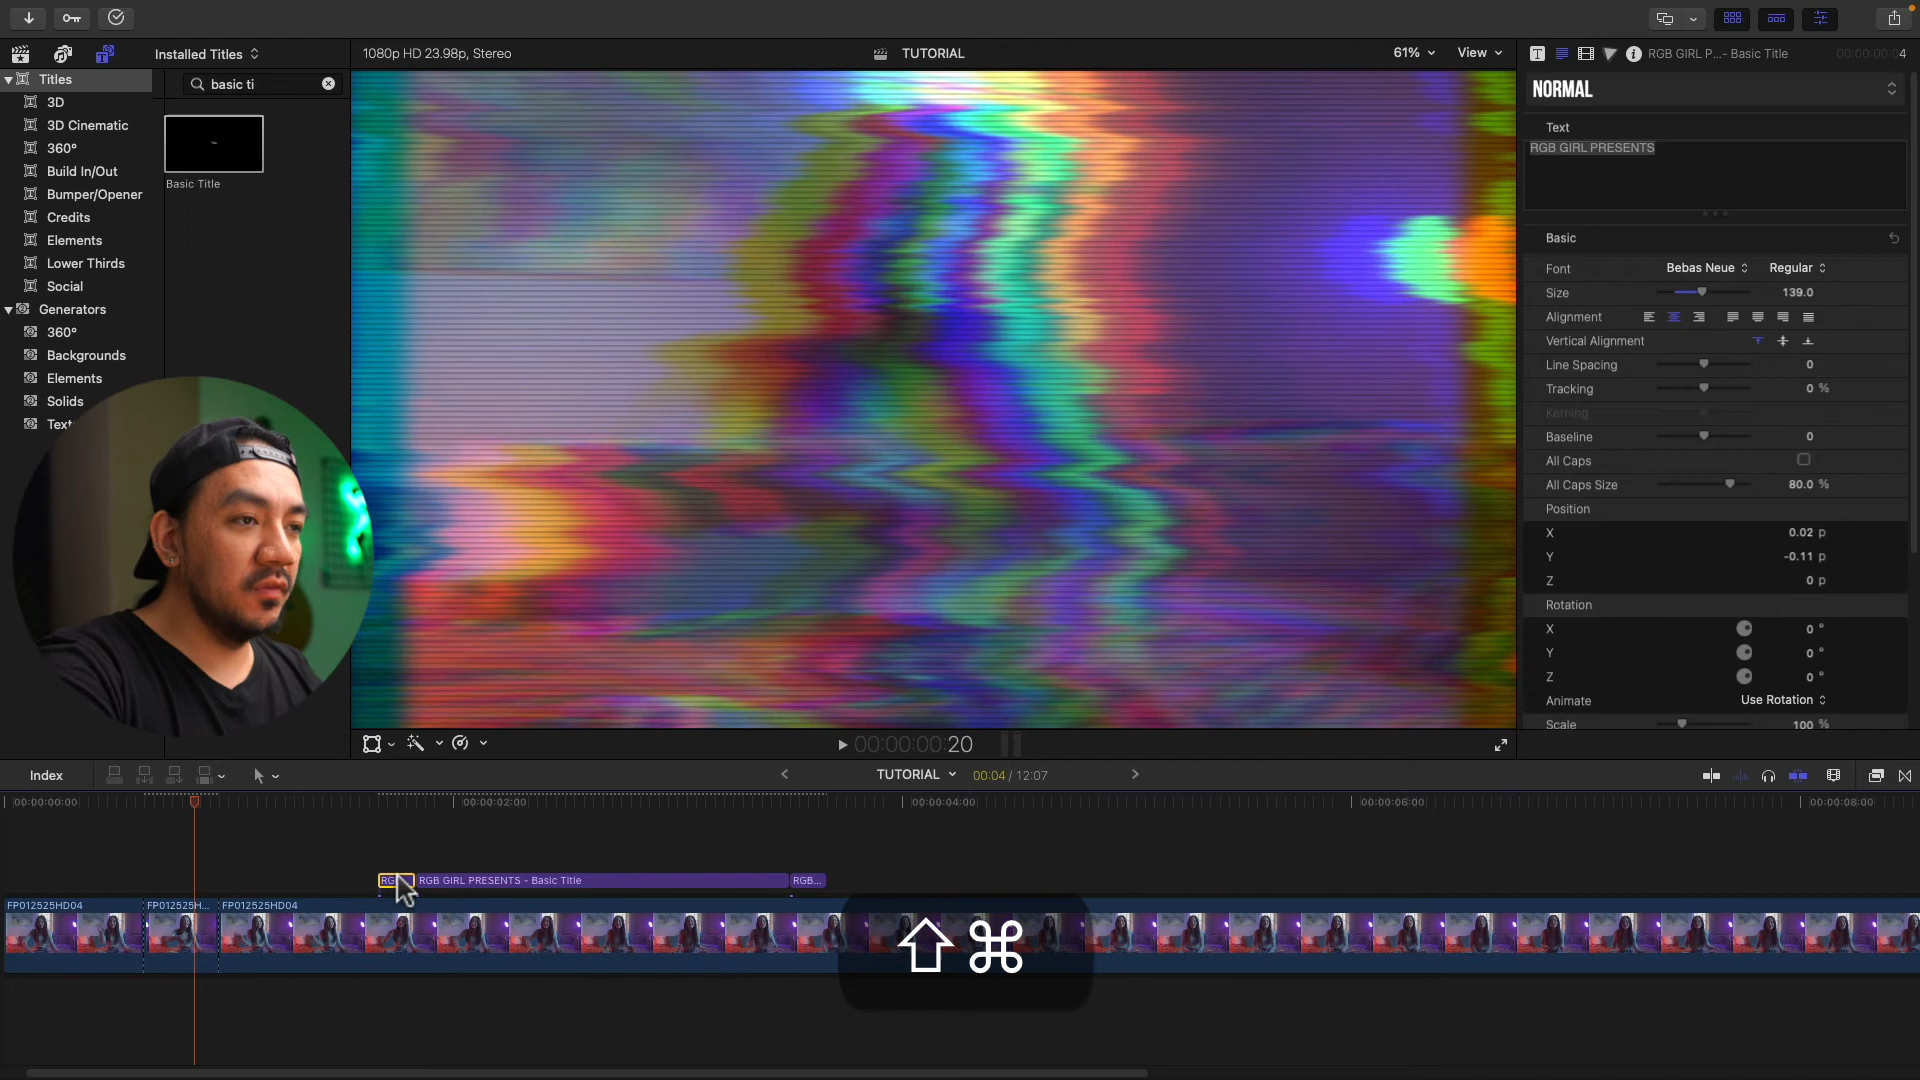 Installed Titles
1080p HD 23.98p, Stereo
TUTORIAL
61%
View
RGB GIRL P...- Basic Title
00:00:00:04
Titles
basic ti
3D
3D Cinematic
360°
Build In/Out
Bumper/Opener
Credits
Elements
Lower Thirds
Social
Generators
360°
Backgrounds
Elements
Solids
Basic Title
NORMAL
Text
RGB GIRL PRESENTS
Basic
Font
Bebas Neue
Regular
Size
139.0
Alignment
Vertical Alignment
Line Spacing
0
Tracking
0 %
Kerning
Baseline
0
All Caps
All Caps Size
80.0 %
Position
X
0.02 p
Y
-0.11 p
Z
0 p
Rotation
X
0 °
Y
0 °
Z
0 °
Animate
Use Rotation
Scale
100 %
00:00:00:20
Index
TUTORIAL
00:04 / 12:07
00:00:00:00
00:00:02:00
00:00:04:00
00:00:06:00
00:00:08:00
RGB GIRL PRESENTS - Basic Title
RGB...
FP012525HD04
FP012525H...
FP012525HD04
⇧ ⌘